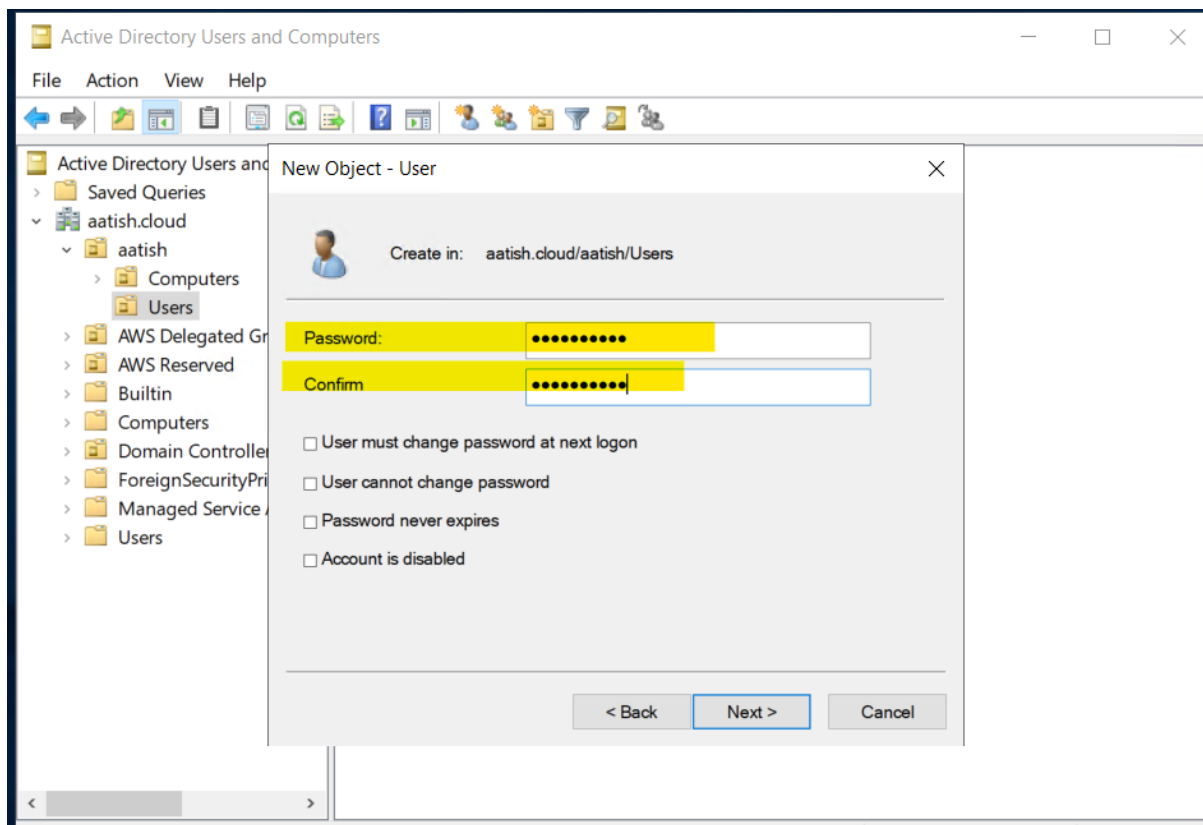 Active Directory Users and Computers
File Action View Help
Active Directory Users and
Saved Queries
aatish.cloud
aatish
Computers
Users
AWS Delegated Gr
AWS Reserved
Builtin
Computers
Domain Controller
ForeignSecurityPri
Managed Service A
Users
New Object - User
Create in: aatish.cloud/aatish/Users
Password: ••••••••••
Confirm ••••••••••
User must change password at next logon
User cannot change password
Password never expires
Account is disabled
< Back Next > Cancel